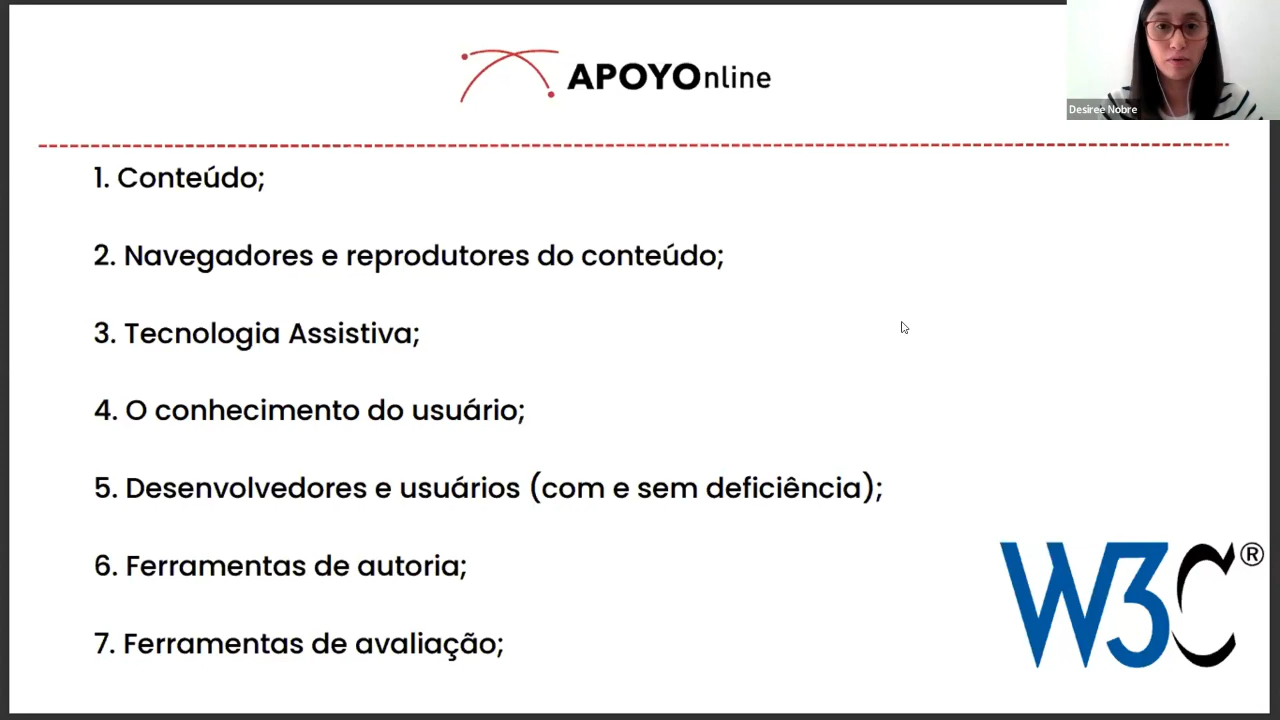 APOYOnline
Desiree Nobre
1. Conteúdo;
2. Navegadores e reprodutores do conteúdo;
3. Tecnologia Assistiva;
4. O conhecimento do usuário;
5. Desenvolvedores e usuários (com e sem deficiência);
6. Ferramentas de autoria;
7. Ferramentas de avaliação;
W3C®